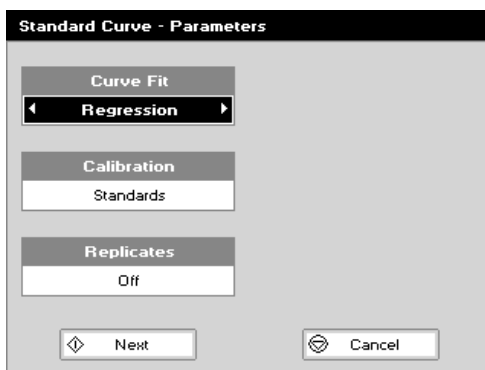 Standard Curve - Parameters
Curve Fit
Regression
Calibration
Standards
Replicates
Off
Next
Cancel